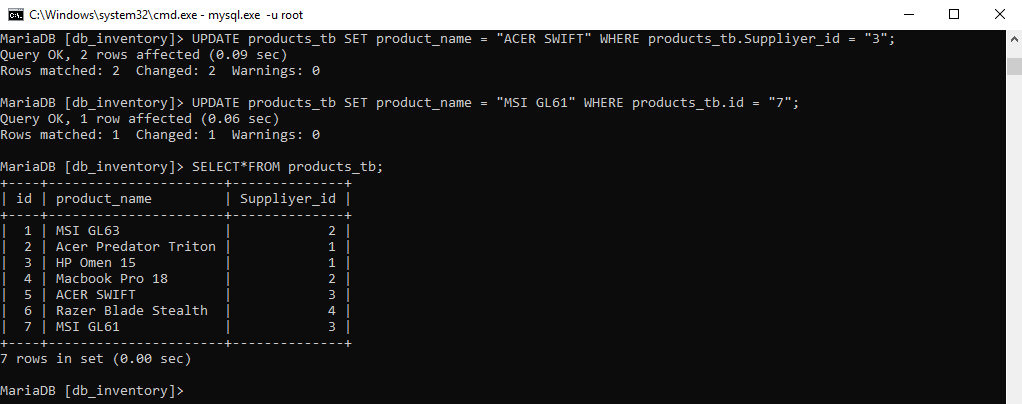 C:\Windows\system32\cmd.exe - mysql.exe  -u root
MariaDB [db_inventory]> UPDATE products_tb SET product_name = "ACER SWIFT" WHERE products_tb.Suppliyer_id = "3";
Query OK, 2 rows affected (0.09 sec)
Rows matched: 2  Changed: 2  Warnings: 0

MariaDB [db_inventory]> UPDATE products_tb SET product_name = "MSI GL61" WHERE products_tb.id = "7";
Query OK, 1 row affected (0.06 sec)
Rows matched: 1  Changed: 1  Warnings: 0

MariaDB [db_inventory]> SELECT*FROM products_tb;
+----+----------------------+--------------+
| id | product_name         | Suppliyer_id |
+----+----------------------+--------------+
|  1 | MSI GL63             |            2 |
|  2 | Acer Predator Triton |            1 |
|  3 | HP Omen 15           |            1 |
|  4 | Macbook Pro 18       |            2 |
|  5 | ACER SWIFT           |            3 |
|  6 | Razer Blade Stealth  |            4 |
|  7 | MSI GL61             |            3 |
+----+----------------------+--------------+
7 rows in set (0.00 sec)

MariaDB [db_inventory]>